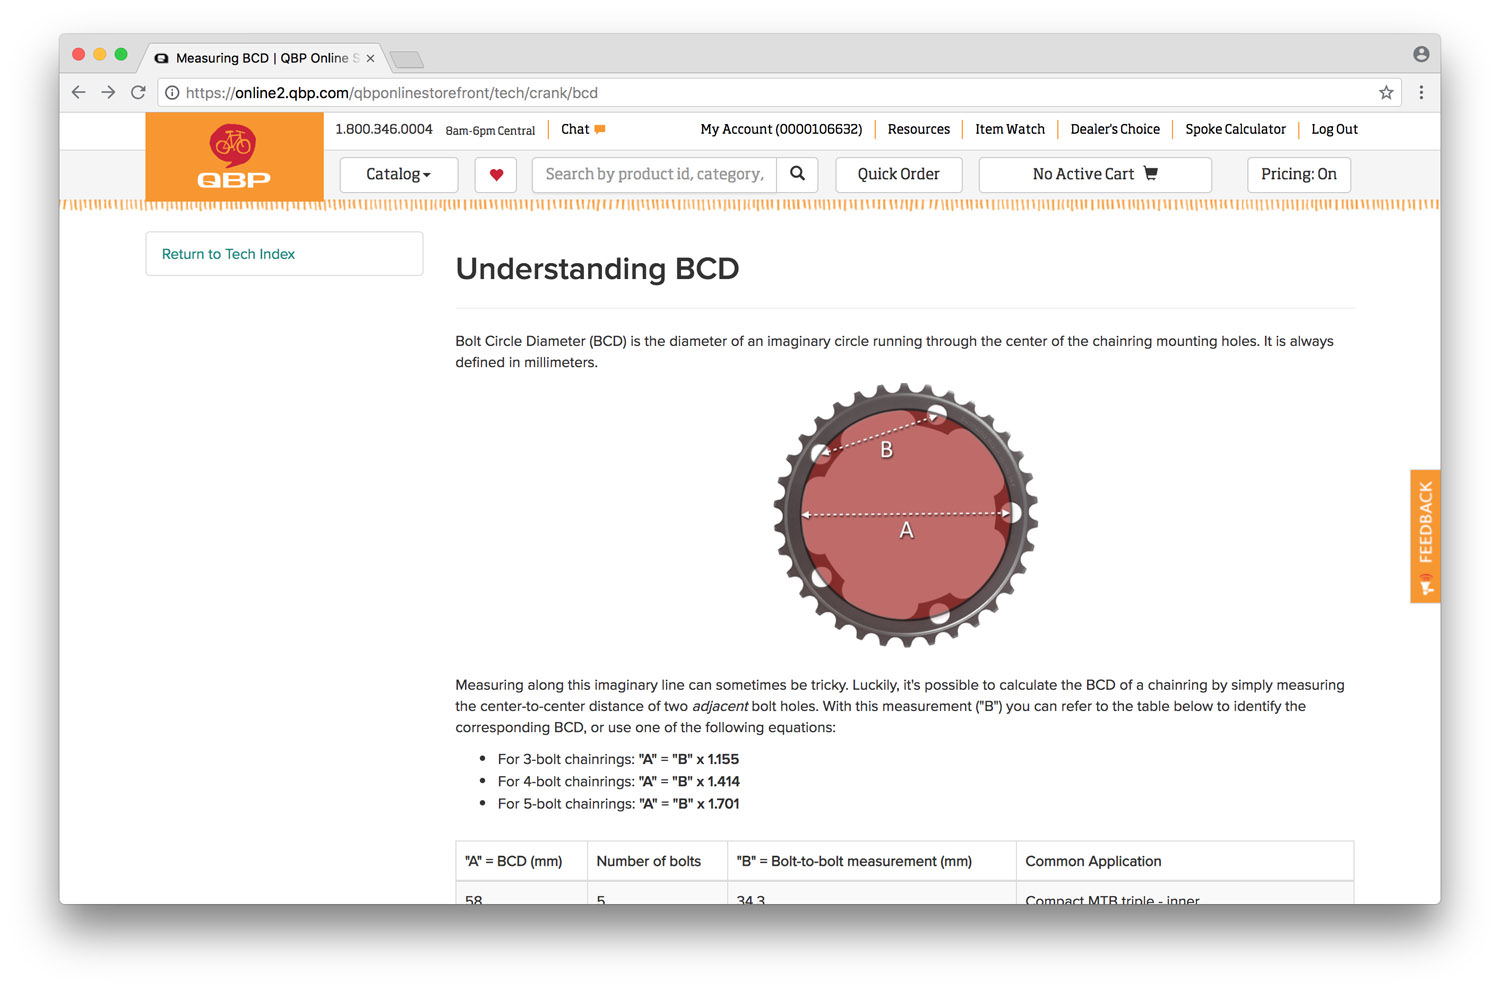 Measuring BCD | QBP Online S
https://online2.qbp.com/qbponlinestorefront/tech/crank/bcd
1.800.346.0004 8am-6pm Central Chat My Account (0000106632) Resources Item Watch Dealer's Choice Spoke Calculator Log Out
QBP
Catalog Search by product id, category, Quick Order No Active Cart Pricing: On
Return to Tech Index
Understanding BCD
Bolt Circle Diameter (BCD) is the diameter of an imaginary circle running through the center of the chainring mounting holes. It is always
defined in millimeters.
B
A
FEEDBACK
Measuring along this imaginary line can sometimes be tricky. Luckily, it's possible to calculate the BCD of a chainring by simply measuring
the center-to-center distance of two adjacent bolt holes. With this measurement ("B") you can refer to the table below to identify the
corresponding BCD, or use one of the following equations:
• For 3-bolt chainrings: "A" = "B" x 1.155
• For 4-bolt chainrings: "A" = "B" x 1.414
• For 5-bolt chainrings: "A" = "B" x 1.701
"A" = BCD (mm) Number of bolts "B" = Bolt-to-bolt measurement (mm) Common Application
58 5 34.3 Compact MTB triple - inner